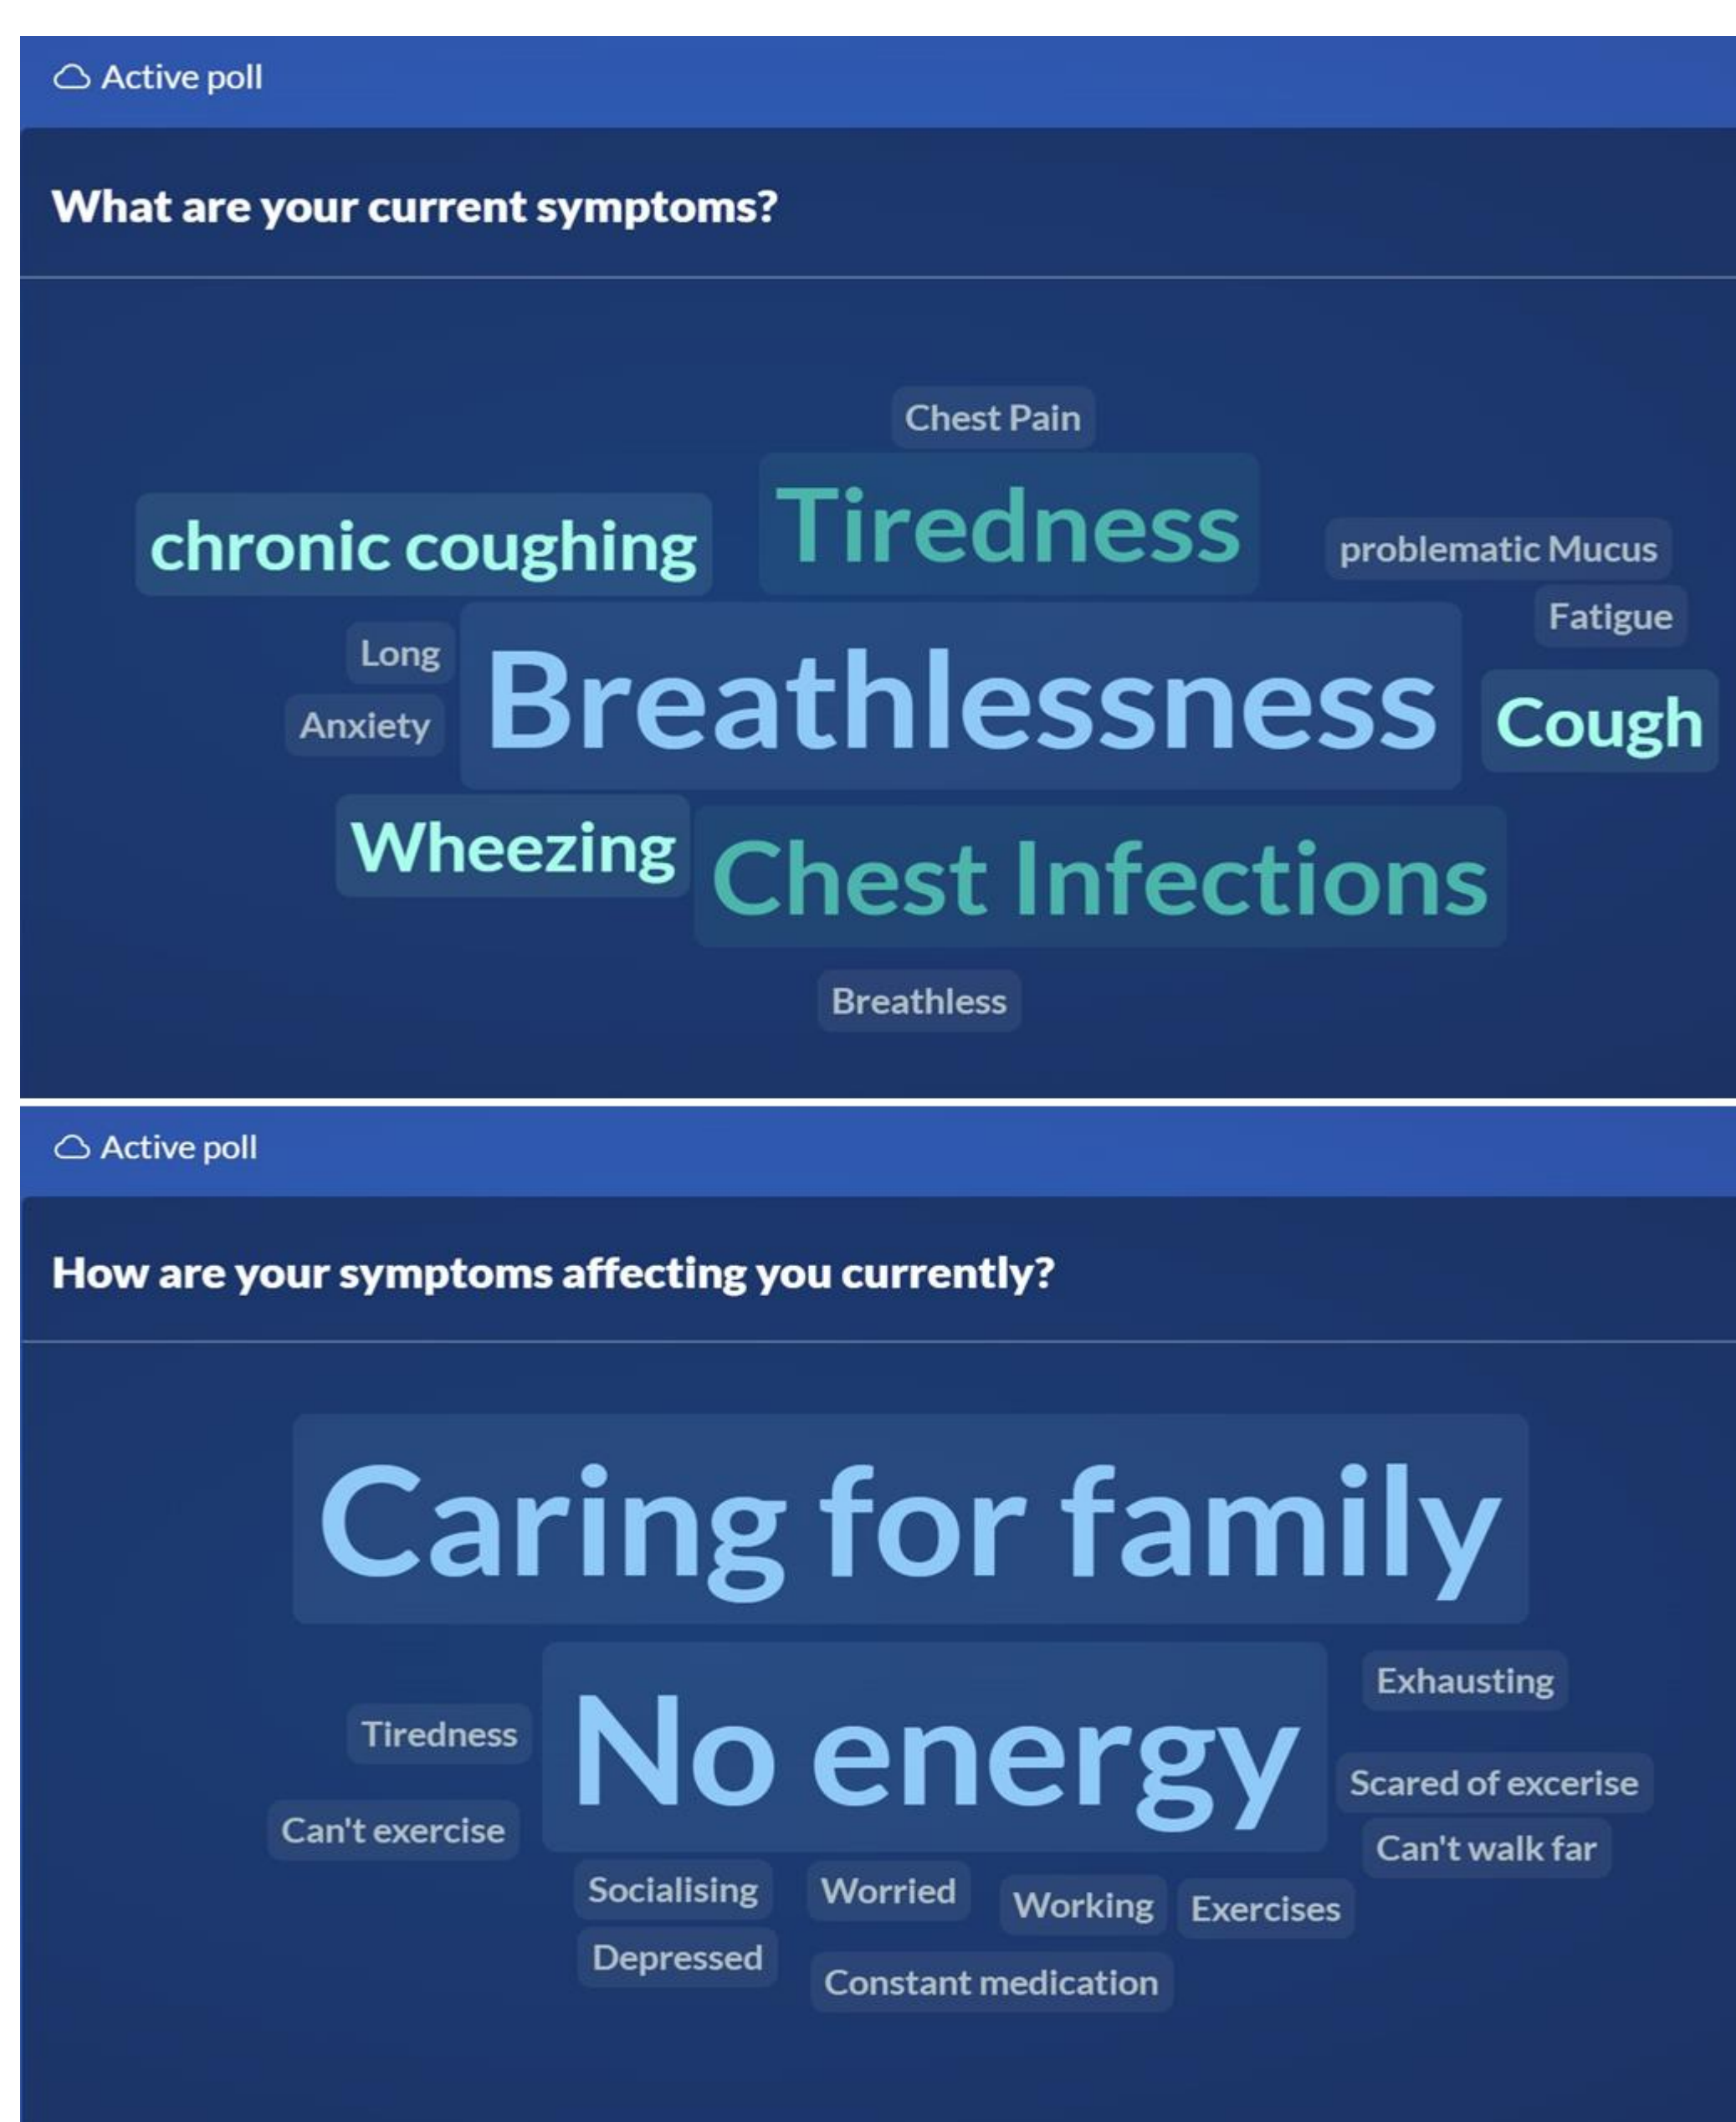 Active poll
What are your current symptoms?
Chest Pain
Tiredness
chronic coughing
problematic Mucus
Fatigue
Long
Breathlessness
Anxiety
Cough
Wheezing
Chest Infections
Breathless
Active poll
How are your symptoms affecting you currently?
Caring for family
No energy
Exhausting
Tiredness
Scared of excerise
Can't exercise
Can't walk far
Socialising
Worried
Working
Exercises
Depressed
Constant medication